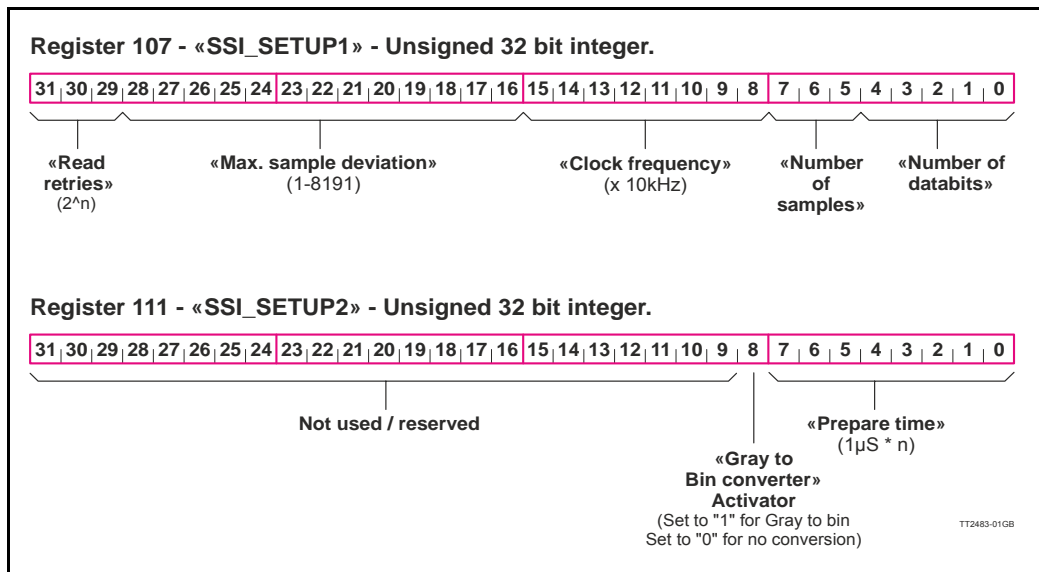 Register 107 - «SSI_SETUP1» - Unsigned 32 bit integer.
31 30 29 28 27 26 25 24 23 22 21 20 19 18 17 16 15 14 13 12 11 10 9 8 7 6 5 4 3 2 1 0
«Read
retries»
(2^n)
«Max. sample deviation»
(1-8191)
«Clock frequency»
(x 10kHz)
«Number
of
samples»
«Number of
databits»
Register 111 - «SSI_SETUP2» - Unsigned 32 bit integer.
31 30 29 28 27 26 25 24 23 22 21 20 19 18 17 16 15 14 13 12 11 10 9 8 7 6 5 4 3 2 1 0
Not used / reserved
«Gray to
Bin converter»
Activator
(Set to "1" for Gray to bin
Set to "0" for no conversion)
«Prepare time»
(1µS * n)
TT2483-01GB